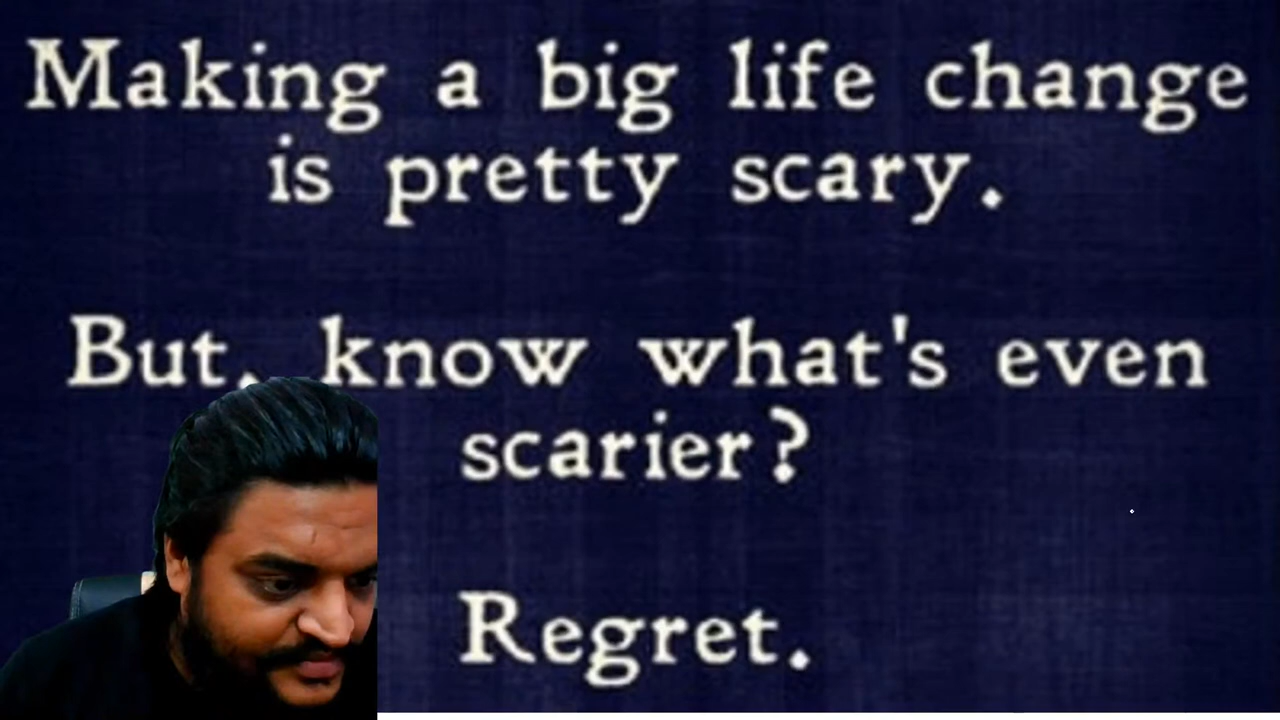 Making a big life change
is pretty scary.
But, know what's even
scarier?
Regret.